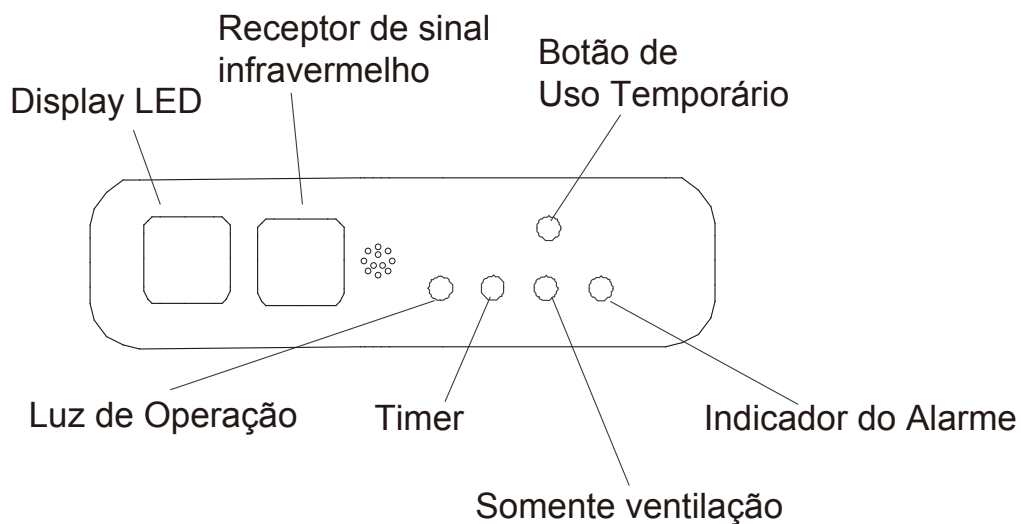 Receptor de sinal
infravermelho
Botão de
Uso Temporário
Display LED
Luz de Operação
Timer
Indicador do Alarme
Somente ventilação